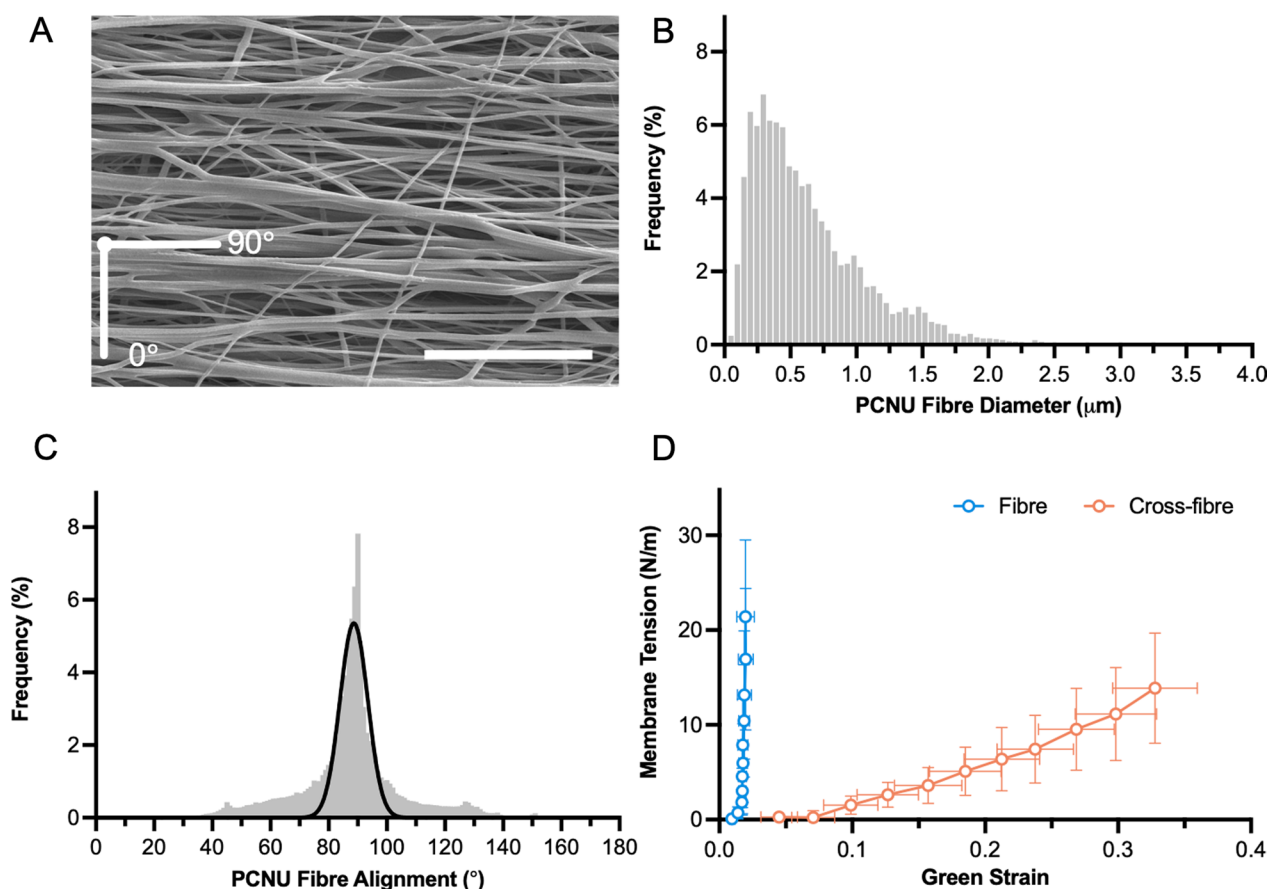 A
90°
0°
B
Frequency (%)
8
6
4
2
0
0.0 0.5 1.0 1.5 2.0 2.5 3.0 3.5 4.0
PCNU Fibre Diameter (μm)
C
Frequency (%)
8
6
4
2
0
0 20 40 60 80 100 120 140 160 180
PCNU Fibre Alignment (°)
D
Fibre Cross-fibre
Membrane Tension (N/m)
30
20
10
0
0.0 0.1 0.2 0.3 0.4
Green Strain